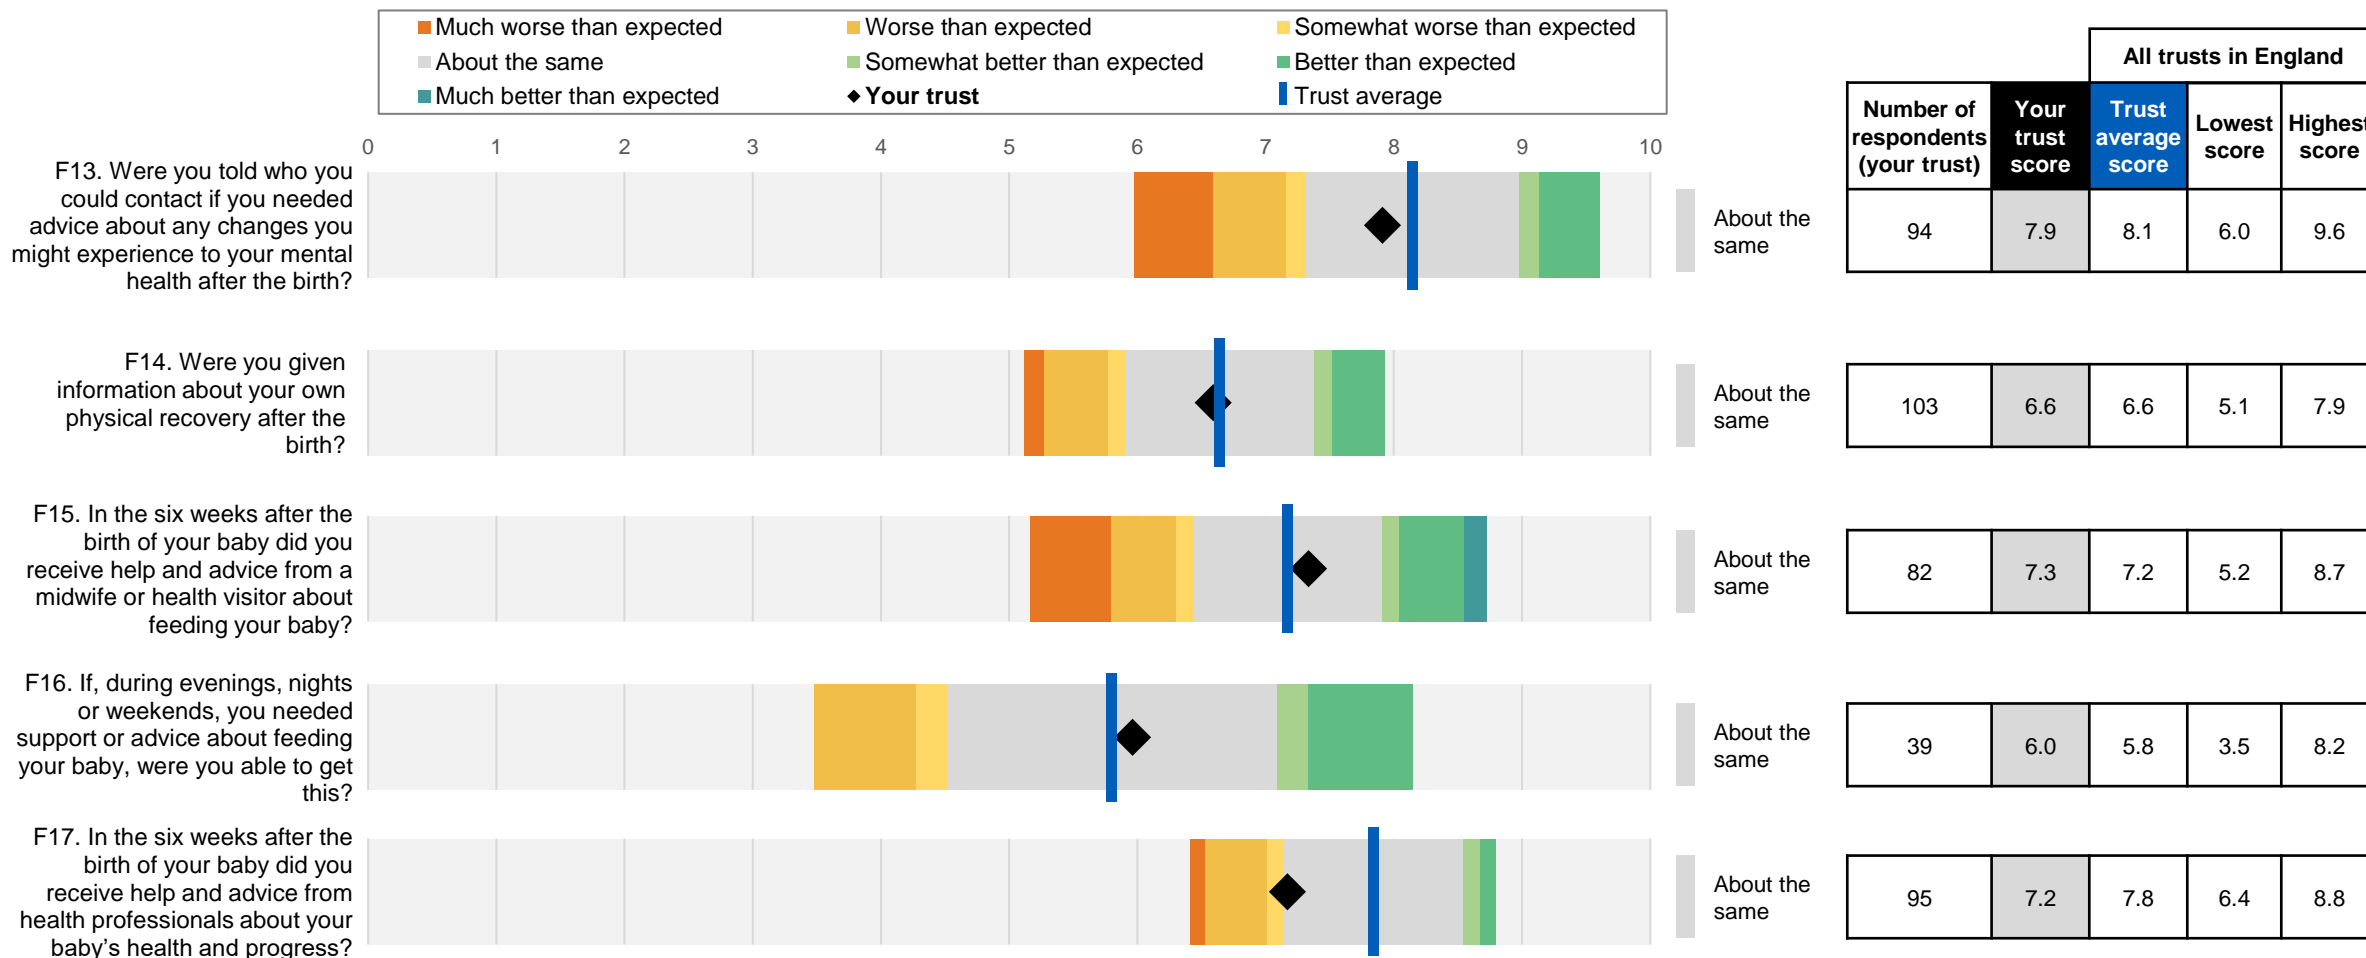 Much worse than expected
Worse than expected
Somewhat worse than expected
About the same
Somewhat better than expected
Better than expected
Much better than expected
Your trust
Trust average
All trusts in England
Number of respondents (your trust)
Your trust score
Trust average score
Lowest score
Highest score
0 1 2 3 4 5 6 7 8 9 10
F13. Were you told who you
could contact if you needed
advice about any changes you
might experience to your mental
health after the birth?
About the
same
94 7.9 8.1 6.0 9.6
F14. Were you given
information about your own
physical recovery after the
birth?
About the
same
103 6.6 6.6 5.1 7.9
F15. In the six weeks after the
birth of your baby did you
receive help and advice from a
midwife or health visitor about
feeding your baby?
About the
same
82 7.3 7.2 5.2 8.7
F16. If, during evenings, nights
or weekends, you needed
support or advice about feeding
your baby, were you able to get
this?
About the
same
39 6.0 5.8 3.5 8.2
F17. In the six weeks after the
birth of your baby did you
receive help and advice from
health professionals about your
baby’s health and progress?
About the
same
95 7.2 7.8 6.4 8.8